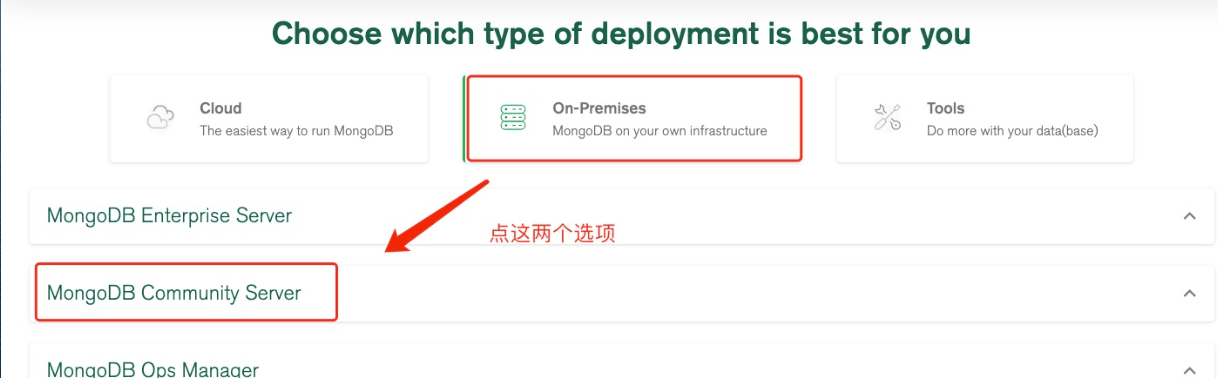 Choose which type of deployment is best for you
Cloud
The easiest way to run MongoDB
On-Premises
MongoDB on your own infrastructure
Tools
Do more with your data(base)
MongoDB Enterprise Server
点这两个选项
MongoDB Community Server
MongoDB Ops Manager